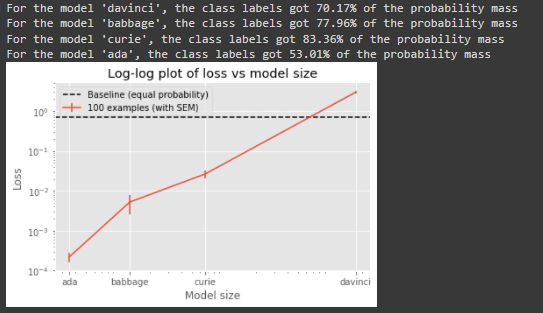 For the model 'davinci', the class labels got 70.17% of the probability mass
For the model 'babbage', the class labels got 77.96% of the probability mass
For the model 'curie', the class labels got 83.36% of the probability mass
For the model 'ada', the class labels got 53.01% of the probability mass
Log-log plot of loss vs model size
Baseline (equal probability)
100 examples (with SEM)
10⁰
10⁻¹
10⁻²
10⁻³
10⁻⁴
Loss
ada babbage curie davinci
Model size